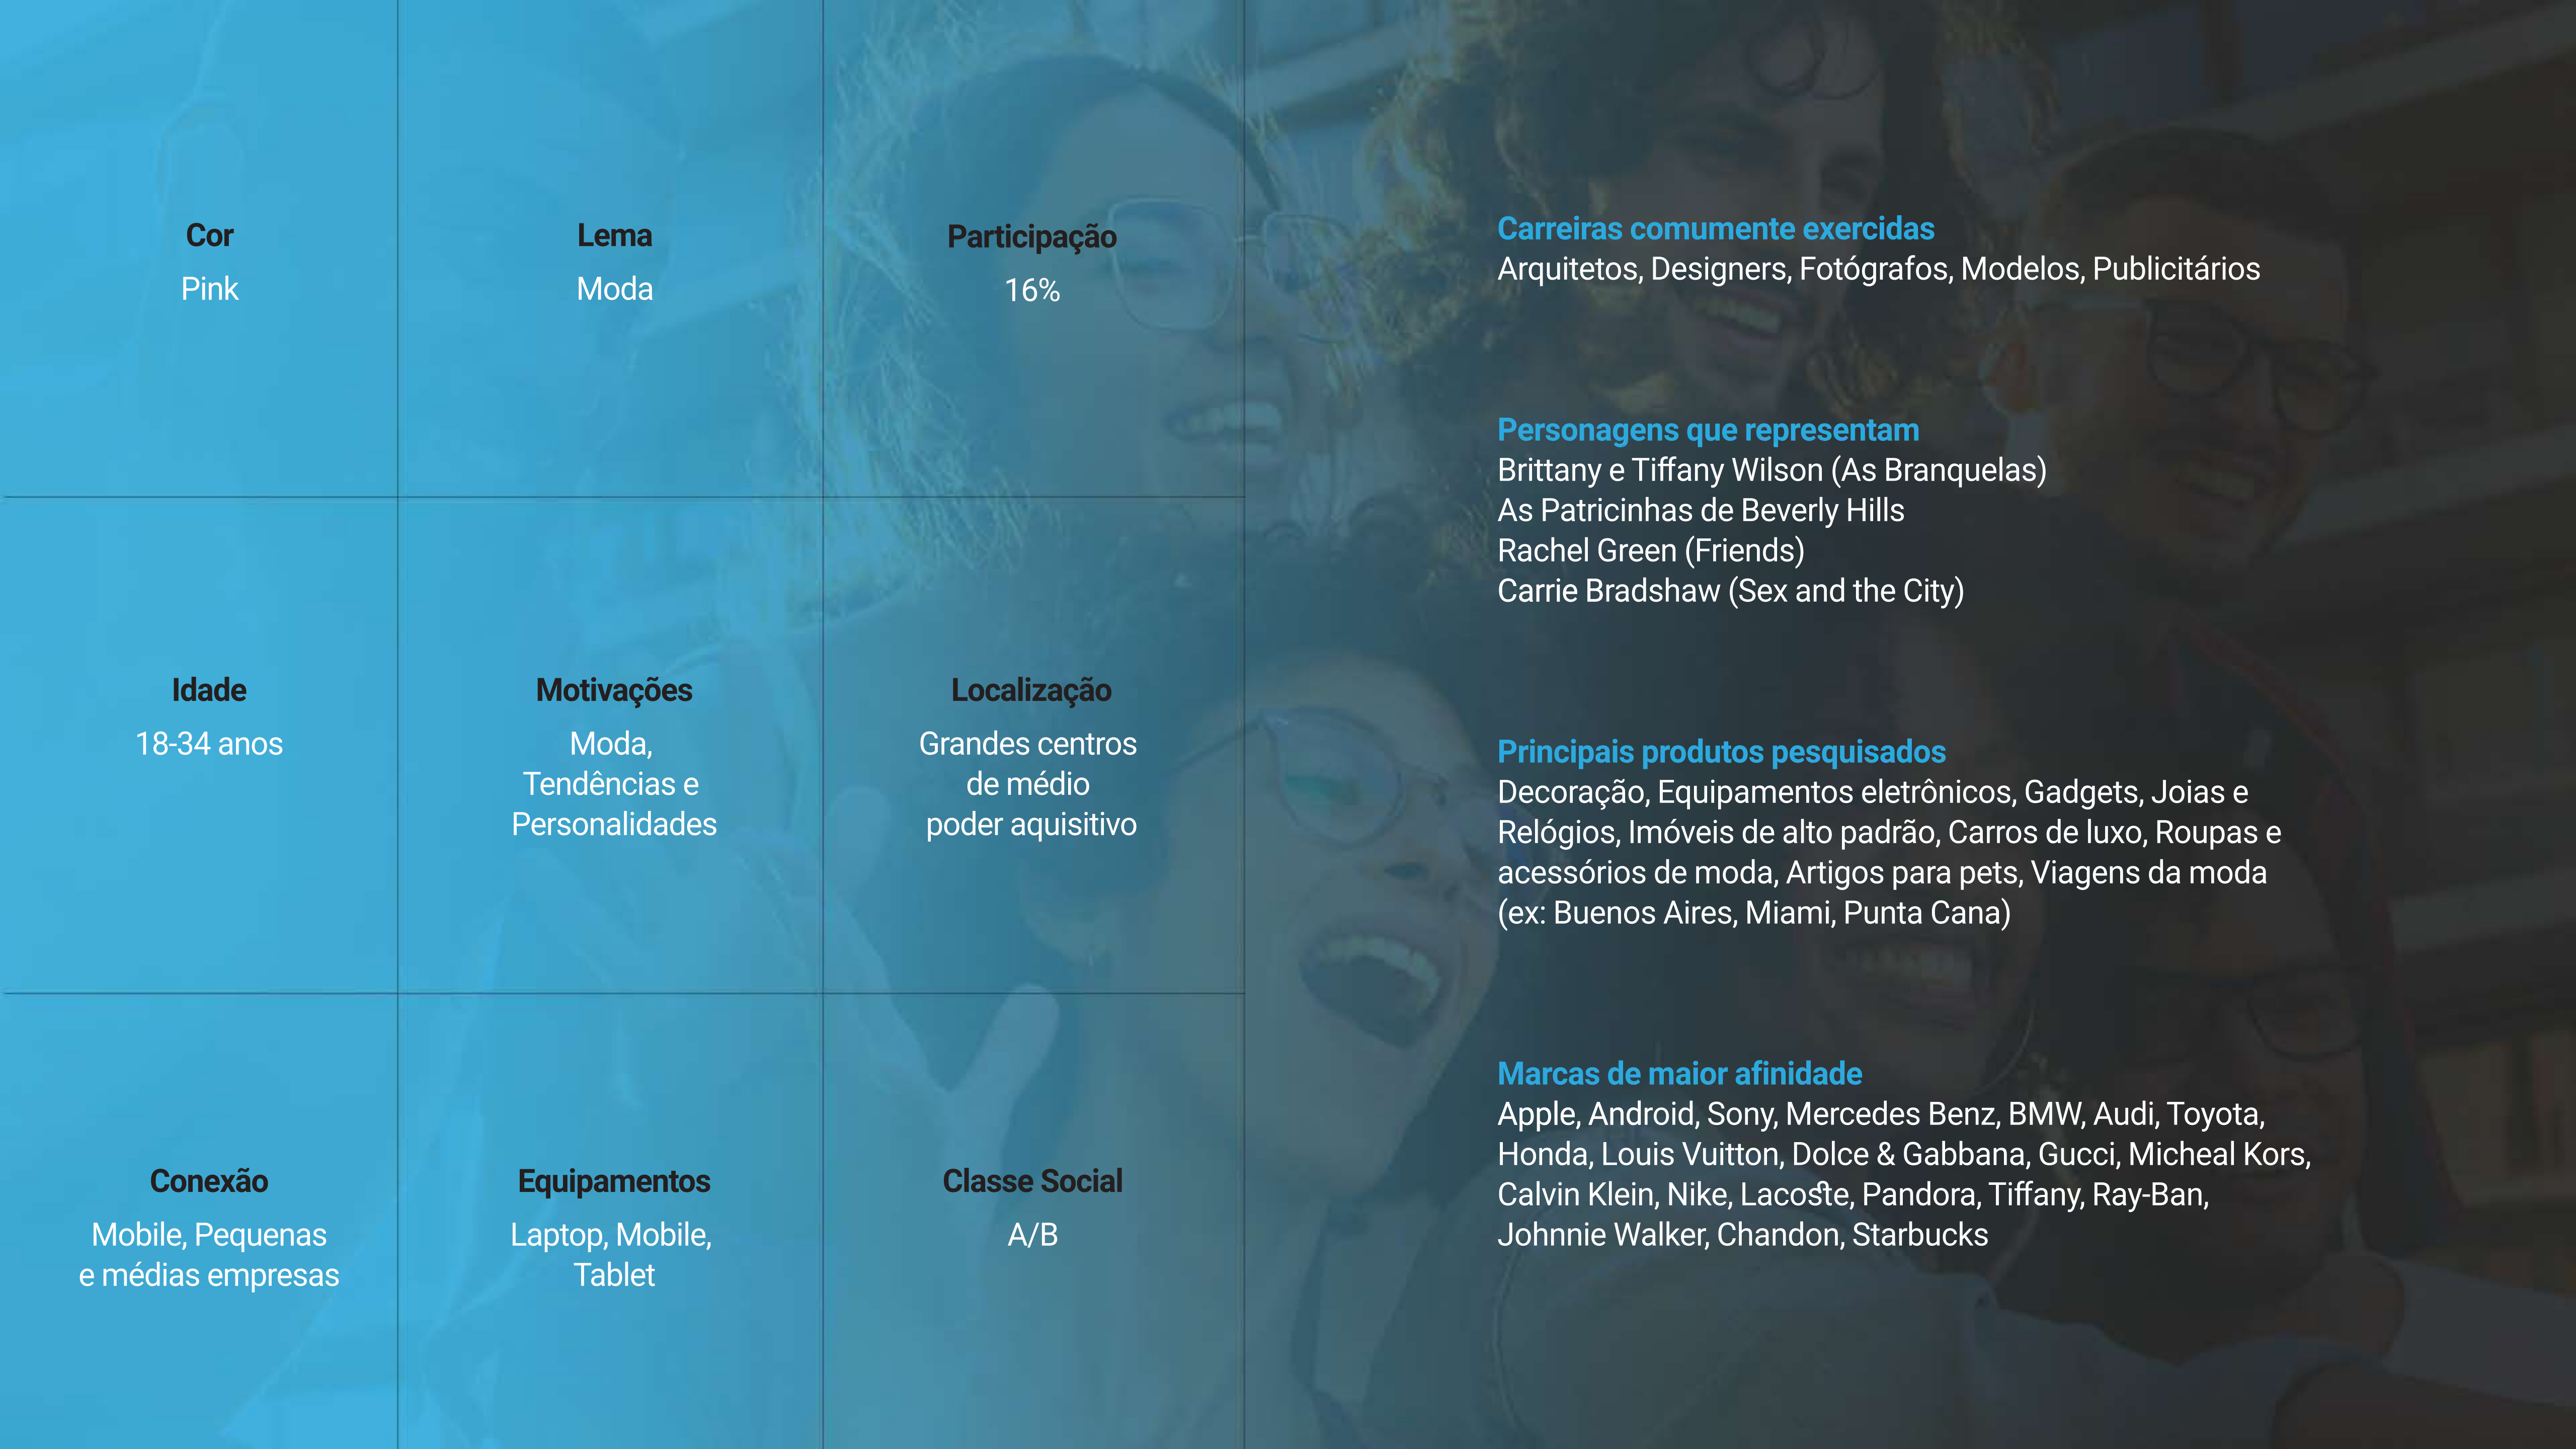 Cor
Pink
Lema
Moda
Participação
16%
Idade
18-34 anos
Motivações
Moda,
Tendências e
Personalidades
Localização
Grandes centros
de médio
poder aquisitivo
Conexão
Mobile, Pequenas
e médias empresas
Equipamentos
Laptop, Mobile,
Tablet
Classe Social
A/B
Carreiras comumente exercidas
Arquitetos, Designers, Fotógrafos, Modelos, Publicitários
Personagens que representam
Brittany e Tiffany Wilson (As Branquelas)
As Patricinhas de Beverly Hills
Rachel Green (Friends)
Carrie Bradshaw (Sex and the City)
Principais produtos pesquisados
Decoração, Equipamentos eletrônicos, Gadgets, Joias e
Relógios, Imóveis de alto padrão, Carros de luxo, Roupas e
acessórios de moda, Artigos para pets, Viagens da moda
(ex: Buenos Aires, Miami, Punta Cana)
Marcas de maior afinidade
Apple, Android, Sony, Mercedes Benz, BMW, Audi, Toyota,
Honda, Louis Vuitton, Dolce & Gabbana, Gucci, Micheal Kors,
Calvin Klein, Nike, Lacoste, Pandora, Tiffany, Ray-Ban,
Johnnie Walker, Chandon, Starbucks